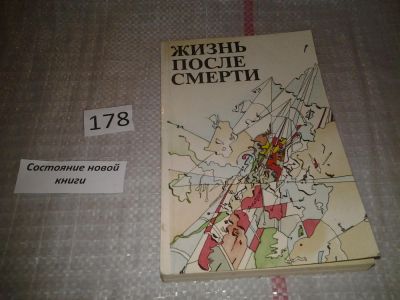 ЖИЗНЬ
ПОСЛЕ
СМЕРТИ
178
Состояние новой
книги